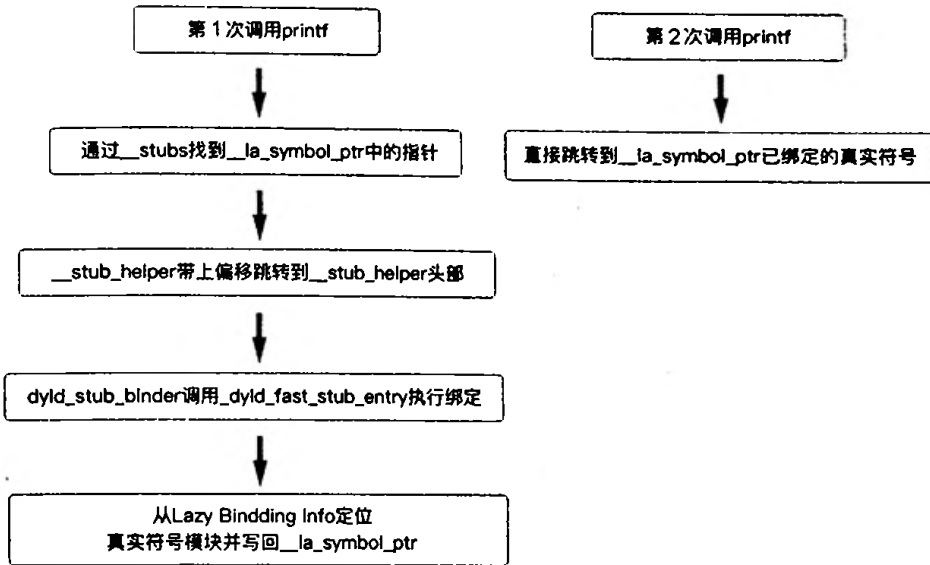 第1次调用printf
通过__stubs找到__la_symbol_ptr中的指针
__stub_helper带上偏移跳转到__stub_helper头部
dyld_stub_binder调用_dyld_fast_stub_entry执行绑定
从Lazy Bindding Info定位
真实符号模块并写回__la_symbol_ptr
第2次调用printf
直接跳转到__la_symbol_ptr已绑定的真实符号